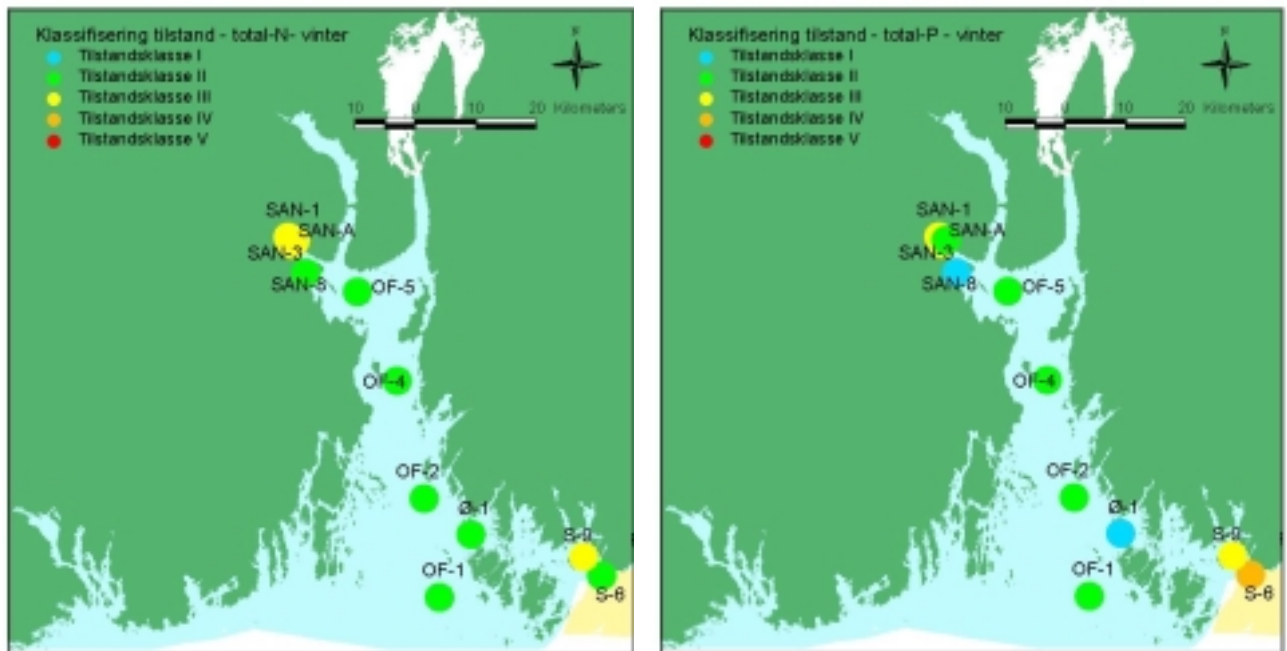 Klassifisering tilstand - total-N- vinter
Tilstandsklasse I
Tilstandsklasse II
Tilstandsklasse III
Tilstandsklasse IV
Tilstandsklasse V
N
10 0 10 20 Kilometers
SAN-1
SAN-A
SAN-3
SAN-8
OF-5
OF-4
OF-2
Ø-1
S-9
OF-1
S-6
Klassifisering tilstand - total-P - vinter
Tilstandsklasse I
Tilstandsklasse II
Tilstandsklasse III
Tilstandsklasse IV
Tilstandsklasse V
N
10 0 10 20 Kilometers
SAN-1
SAN-A
SAN-3
SAN-8
OF-5
OF-4
OF-2
Ø-1
S-9
OF-1
S-6